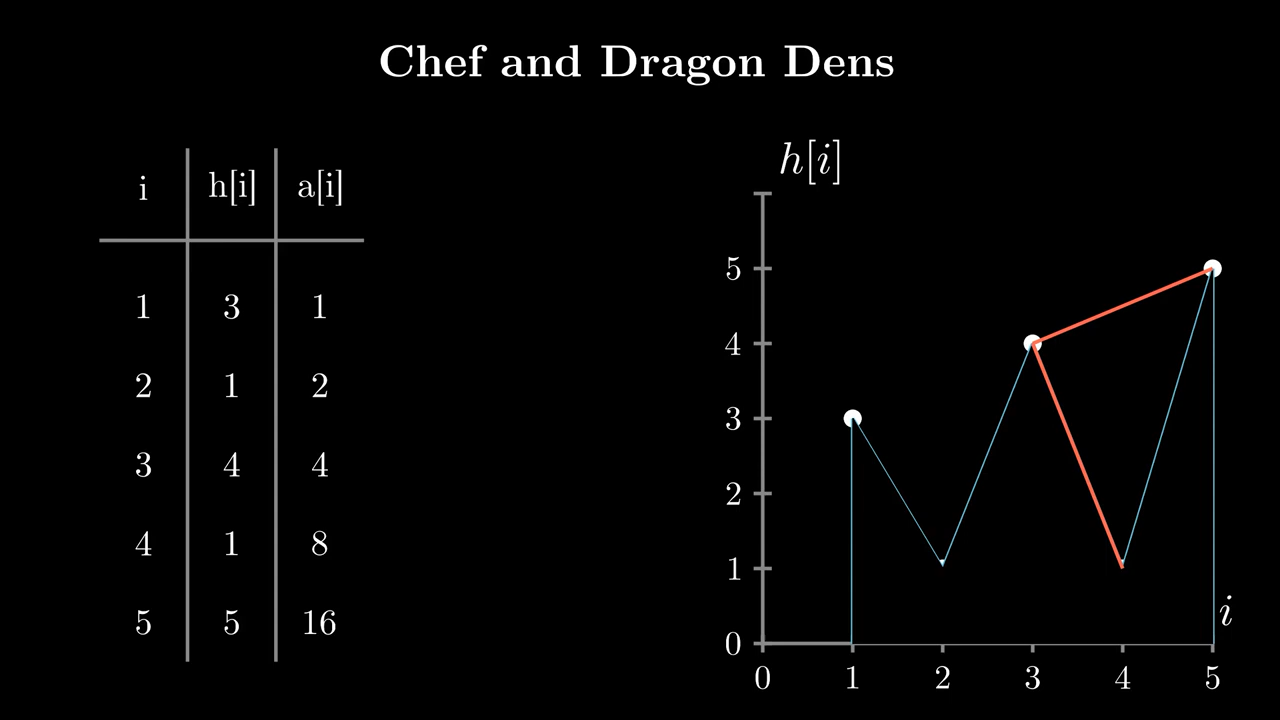 Chef and Dragon Dens
i h[i] a[i]
1 3 1
2 1 2
3 4 4
4 1 8
5 5 16
h[i]
5
4
3
2
1
0
i
0 1 2 3 4 5